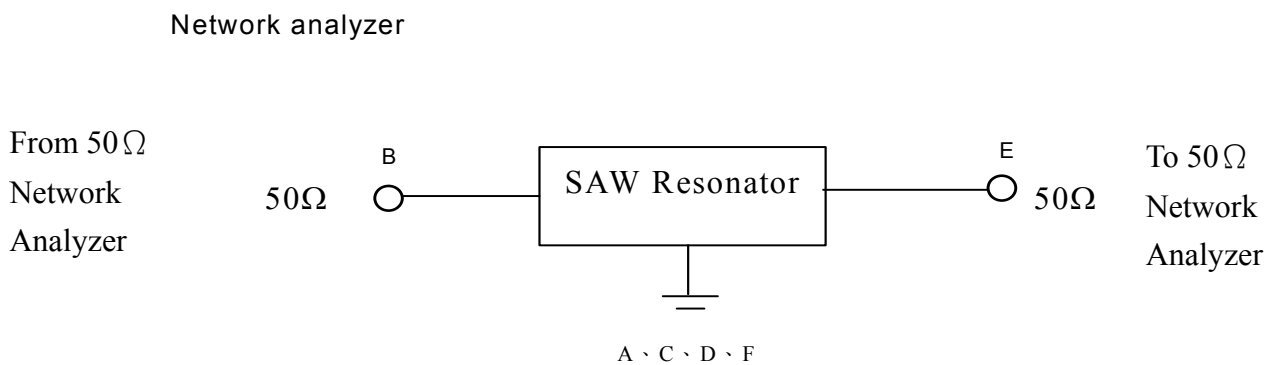 Network analyzer
From 50Ω
Network
Analyzer
50Ω
B
SAW Resonator
E
50Ω
To 50Ω
Network
Analyzer
A、C、D、F